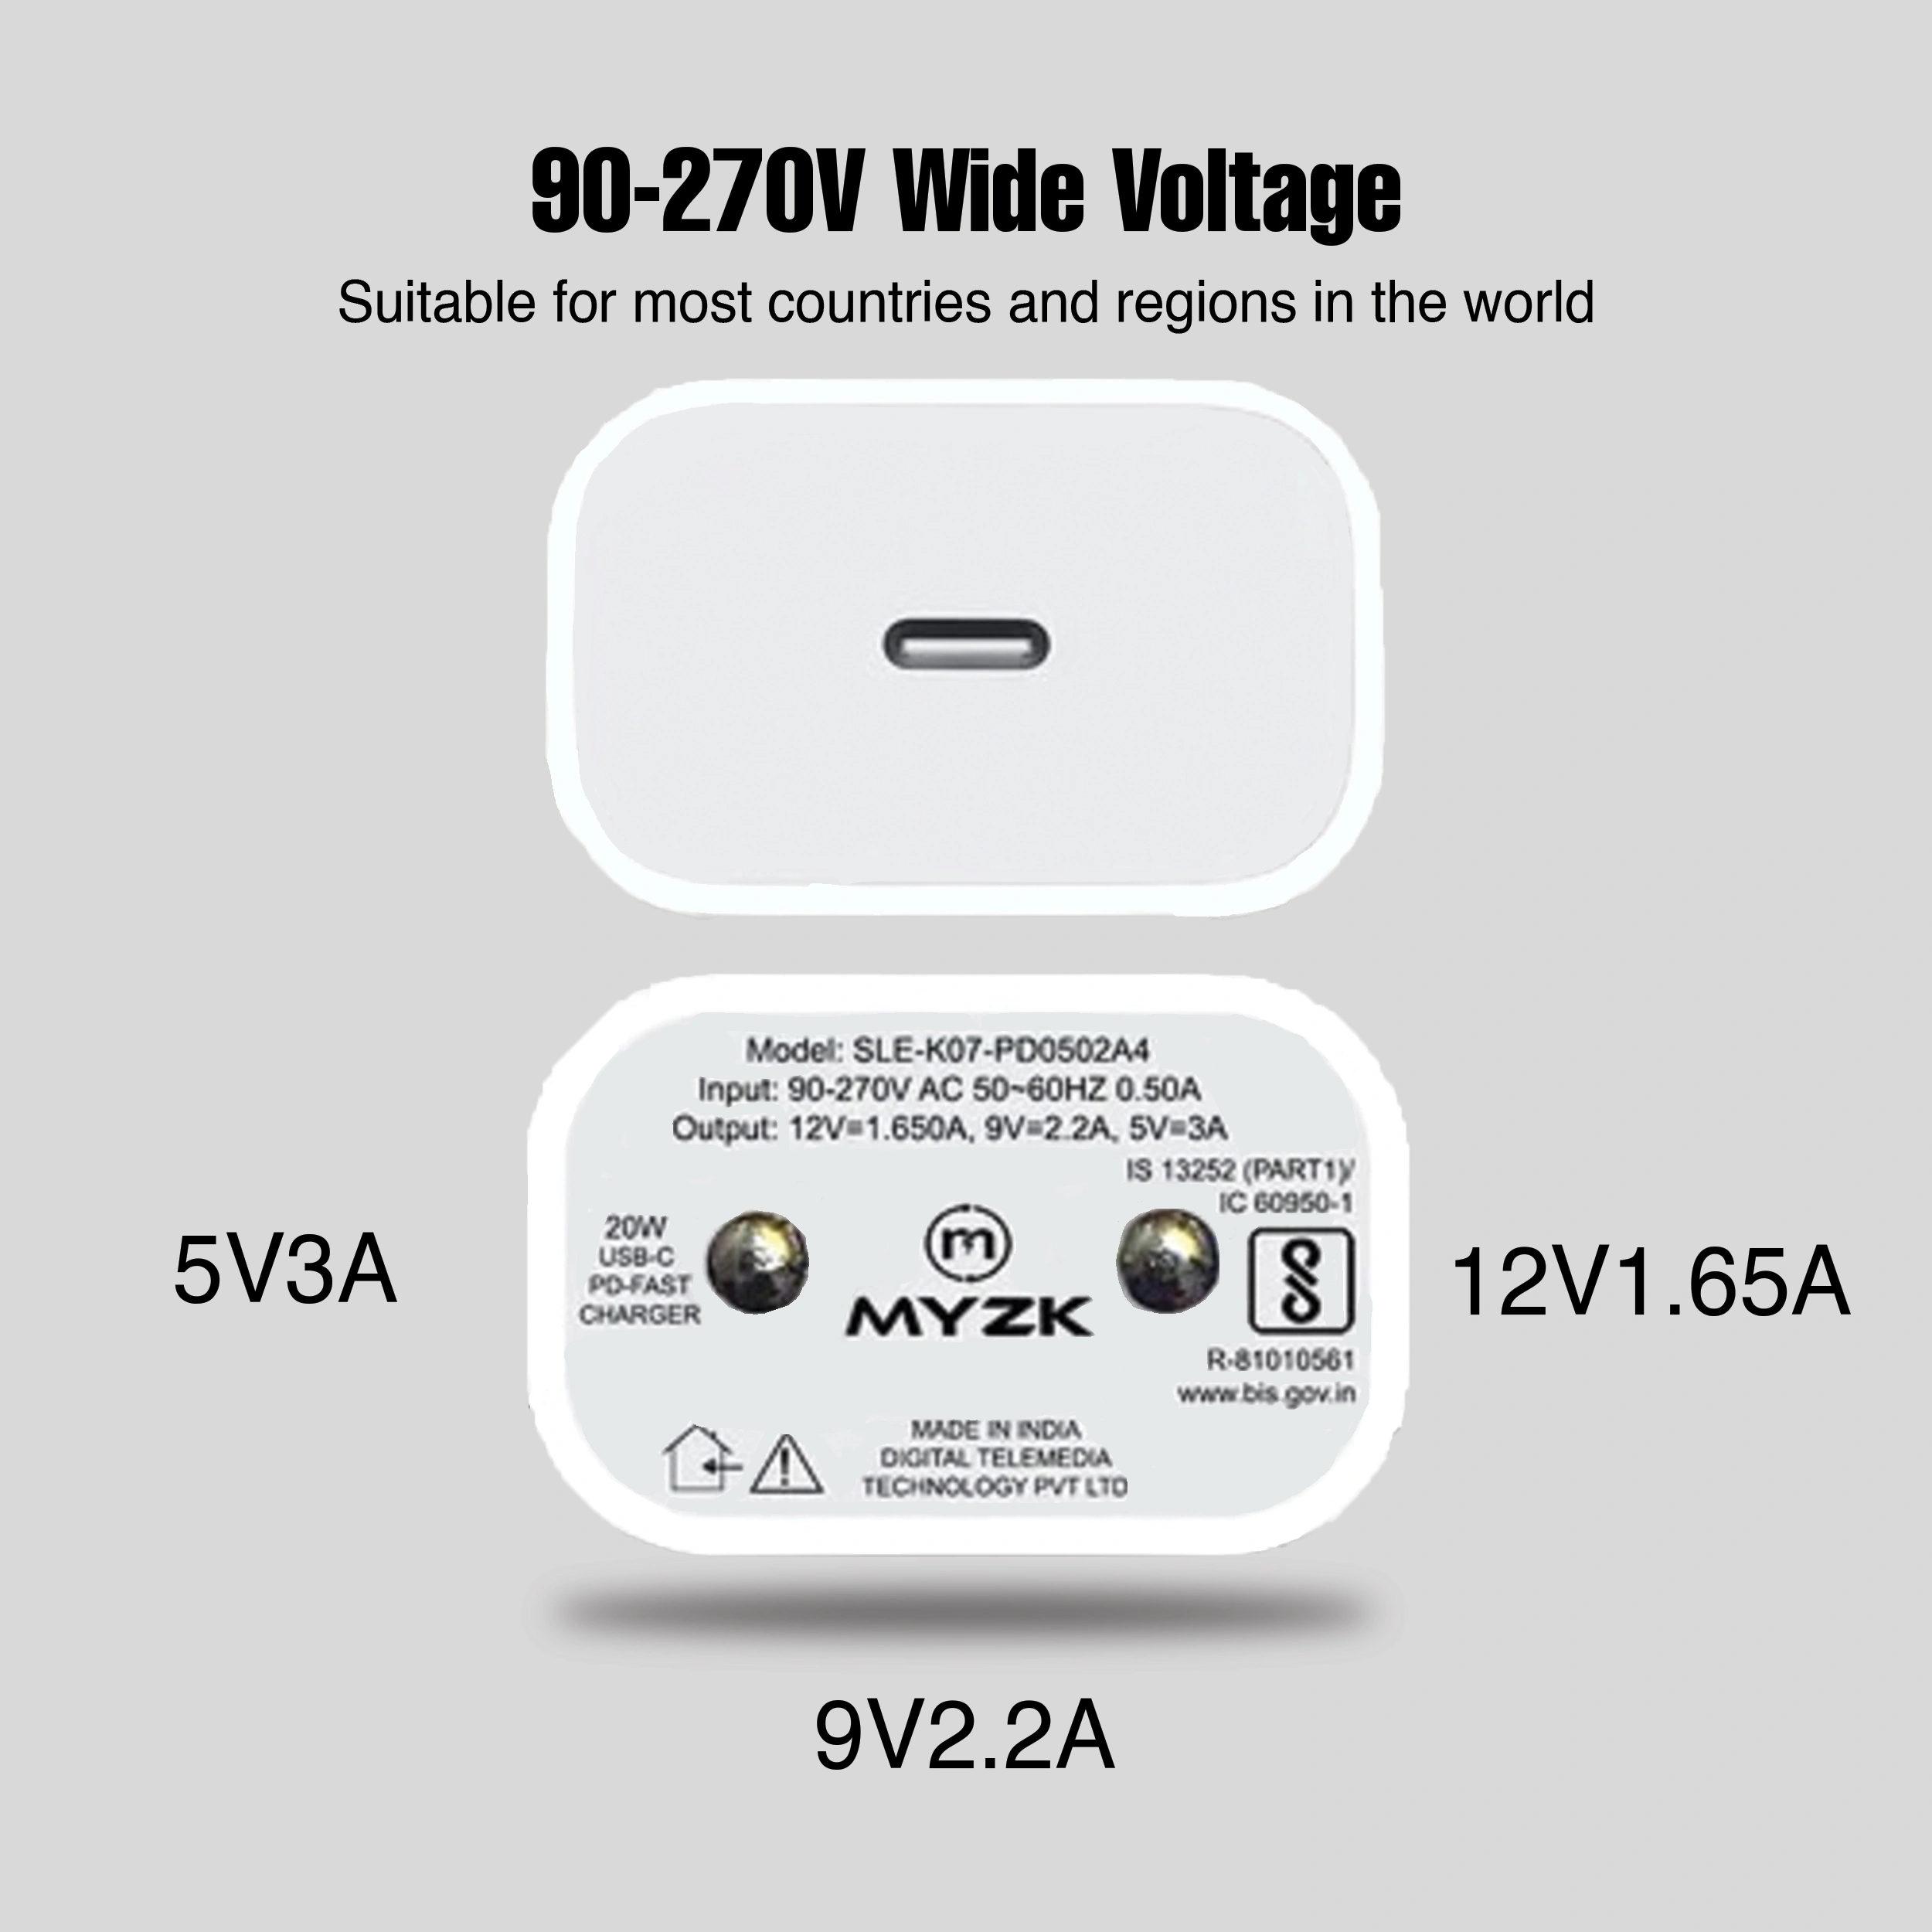 90-270V Wide Voltage
Suitable for most countries and regions in the world
Model: SLE-K07-PD0502A4
Input: 90-270V AC 50~60HZ 0.50A
Output: 12V=1.650A, 9V=2.2A, 5V=3A
IS 13252 (PART1)/
IC 60950-1
20W
USB-C
PD-FAST
CHARGER
m
MYZK
R-81010561
www.bis.gov.in
MADE IN INDIA
DIGITAL TELEMEDIA
TECHNOLOGY PVT LTD
5V3A
12V1.65A
9V2.2A